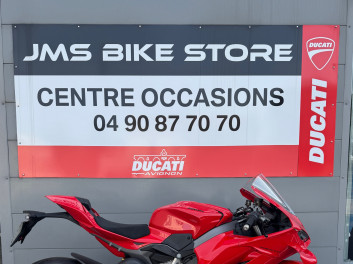 JMS BIKE STORE
CENTRE OCCASIONS
04 90 87 70 70
DUCATI
AVIGNON
DUCATI
DUCATI